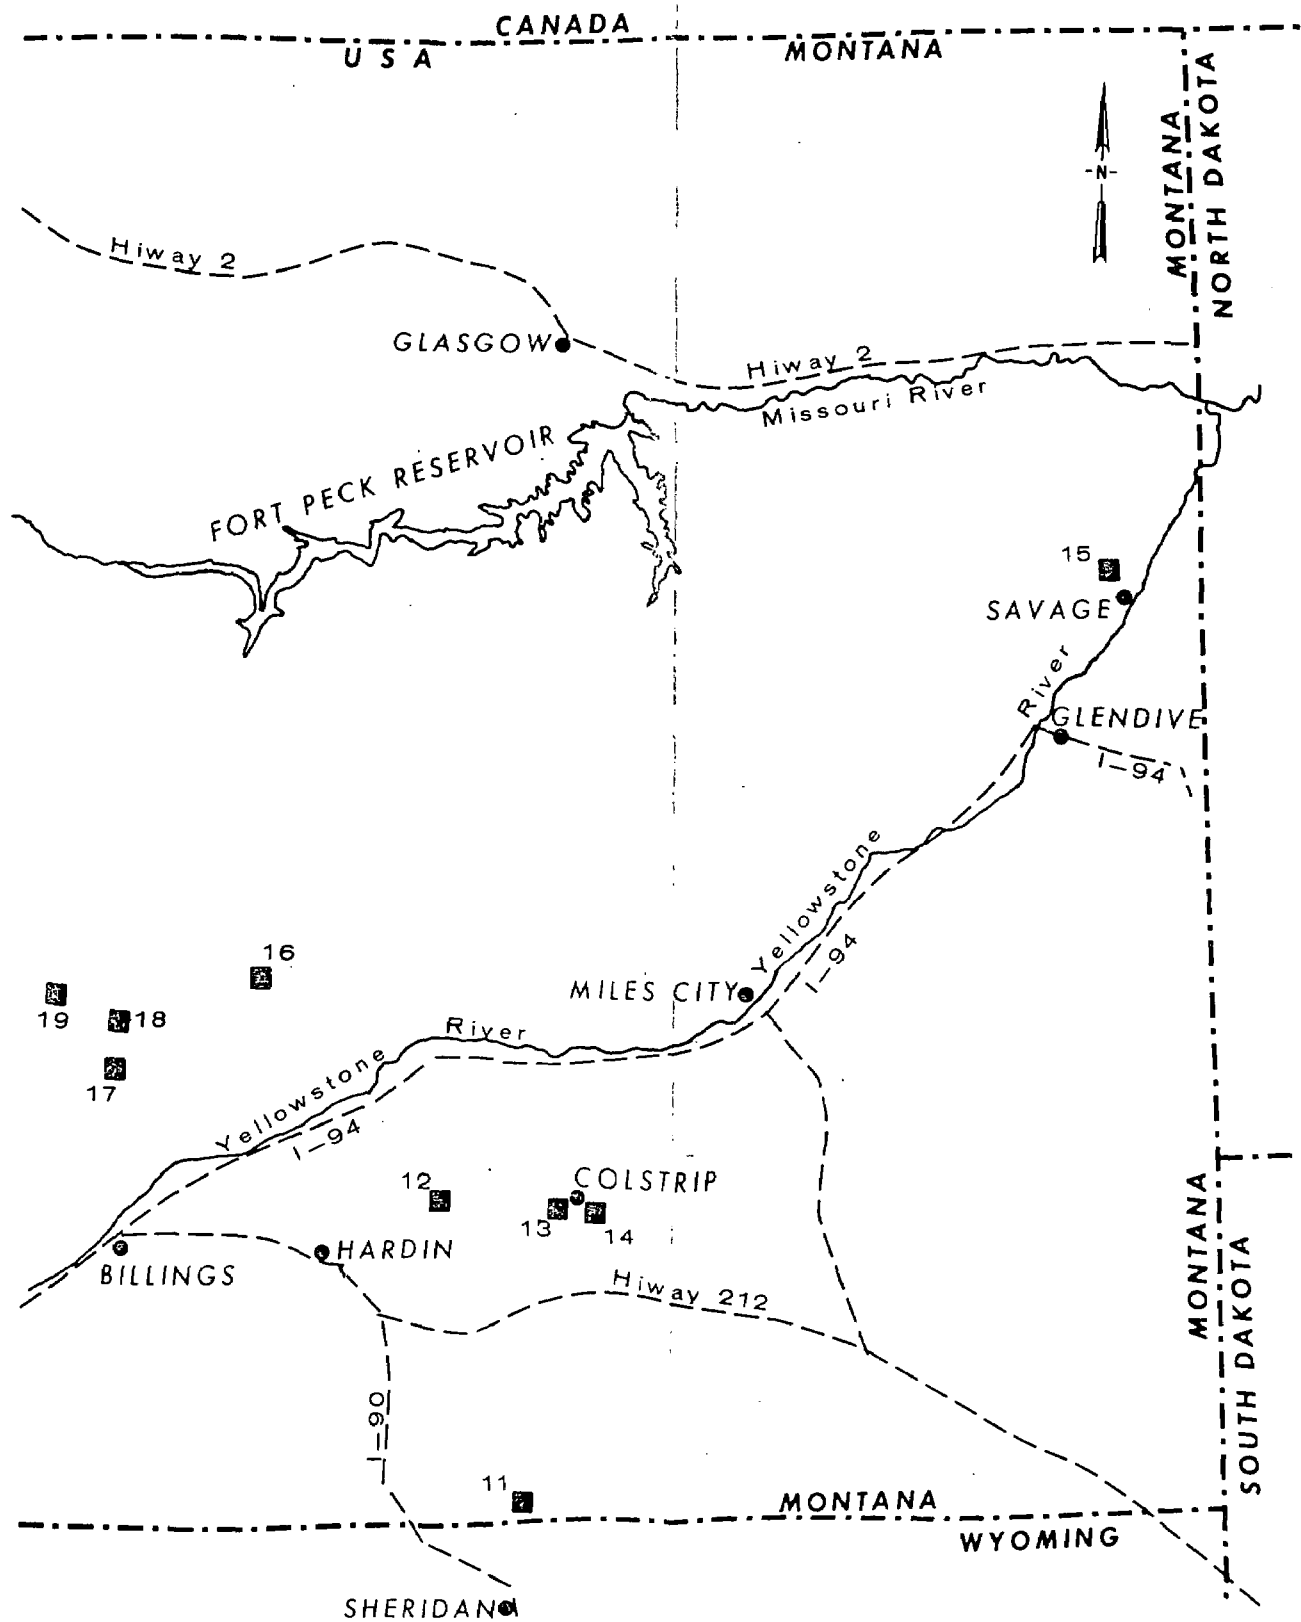 CANADA
USA
MONTANA
MONTANA
NORTH DAKOTA
-N-
Hiway 2
GLASGOW
Hiway 2
Missouri River
FORT PECK RESERVOIR
15
SAVAGE
River
GLENDIVE
I-94
Yellowstone
I-94
16
MILES CITY
19
18
River
17
Yellowstone
I-94
12
COLSTRIP
13
14
HARDIN
BILLINGS
Hiway 212
MONTANA
SOUTH DAKOTA
I-90
11
MONTANA
WYOMING
SHERIDAN